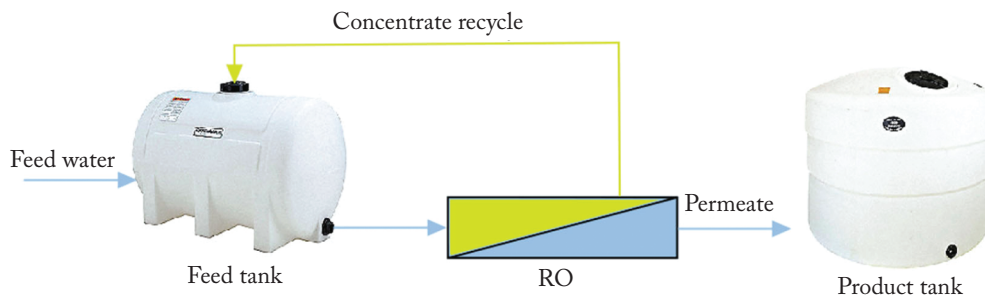 Concentrate recycle
Feed water
Permeate
Feed tank
RO
Product tank